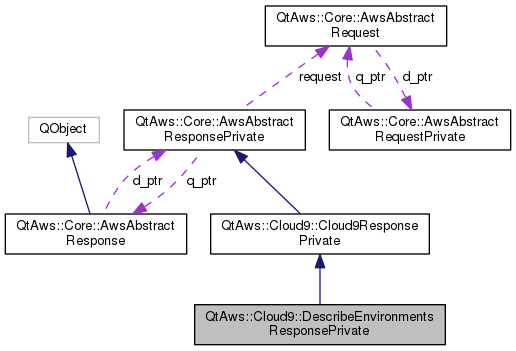 QtAws::Core::AwsAbstract
Request
request
q_ptr
d_ptr
QObject
QtAws::Core::AwsAbstract
ResponsePrivate
QtAws::Core::AwsAbstract
RequestPrivate
d_ptr
q_ptr
QtAws::Core::AwsAbstract
Response
QtAws::Cloud9::Cloud9Response
Private
QtAws::Cloud9::DescribeEnvironments
ResponsePrivate